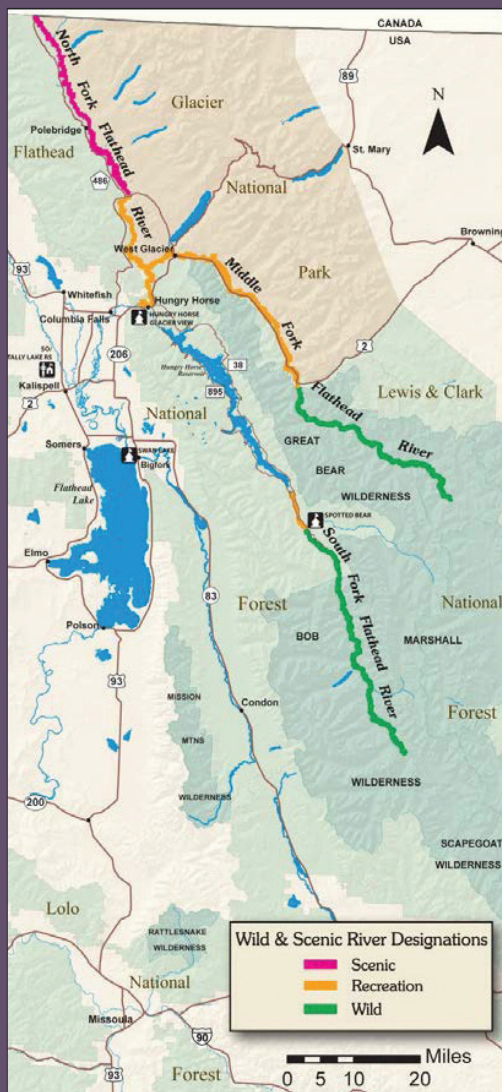 CANADA
USA
89
N
North Fork Flathead River
Glacier
Polebridge
Flathead
St. Mary
486
National
Browning
West Glacier
Park
93
Middle Fork Flathead River
Whitefish
Hungry Horse
Columbia Falls
HUNGRY HORSE
GLACIER VIEW
2
SO/
TALLY LAKE RS
206
Hungry Horse
Reservoir
38
Kalispell
895
Lewis & Clark
2
National
GREAT
BEAR
WILDERNESS
Somers
SWAN LAKE
Bigfork
Flathead
Lake
SPOTTED BEAR
South Fork Flathead River
Elmo
83
Forest
National
BOB
MARSHALL
Polson
93
MISSION
Condon
Forest
MTNS
WILDERNESS
WILDERNESS
200
SCAPEGOAT
WILDERNESS
Lolo
RATTLESNAKE
WILDERNESS
National
Missoula
90
93
Forest
Wild & Scenic River Designations
Scenic
Recreation
Wild
0 5 10 20 Miles